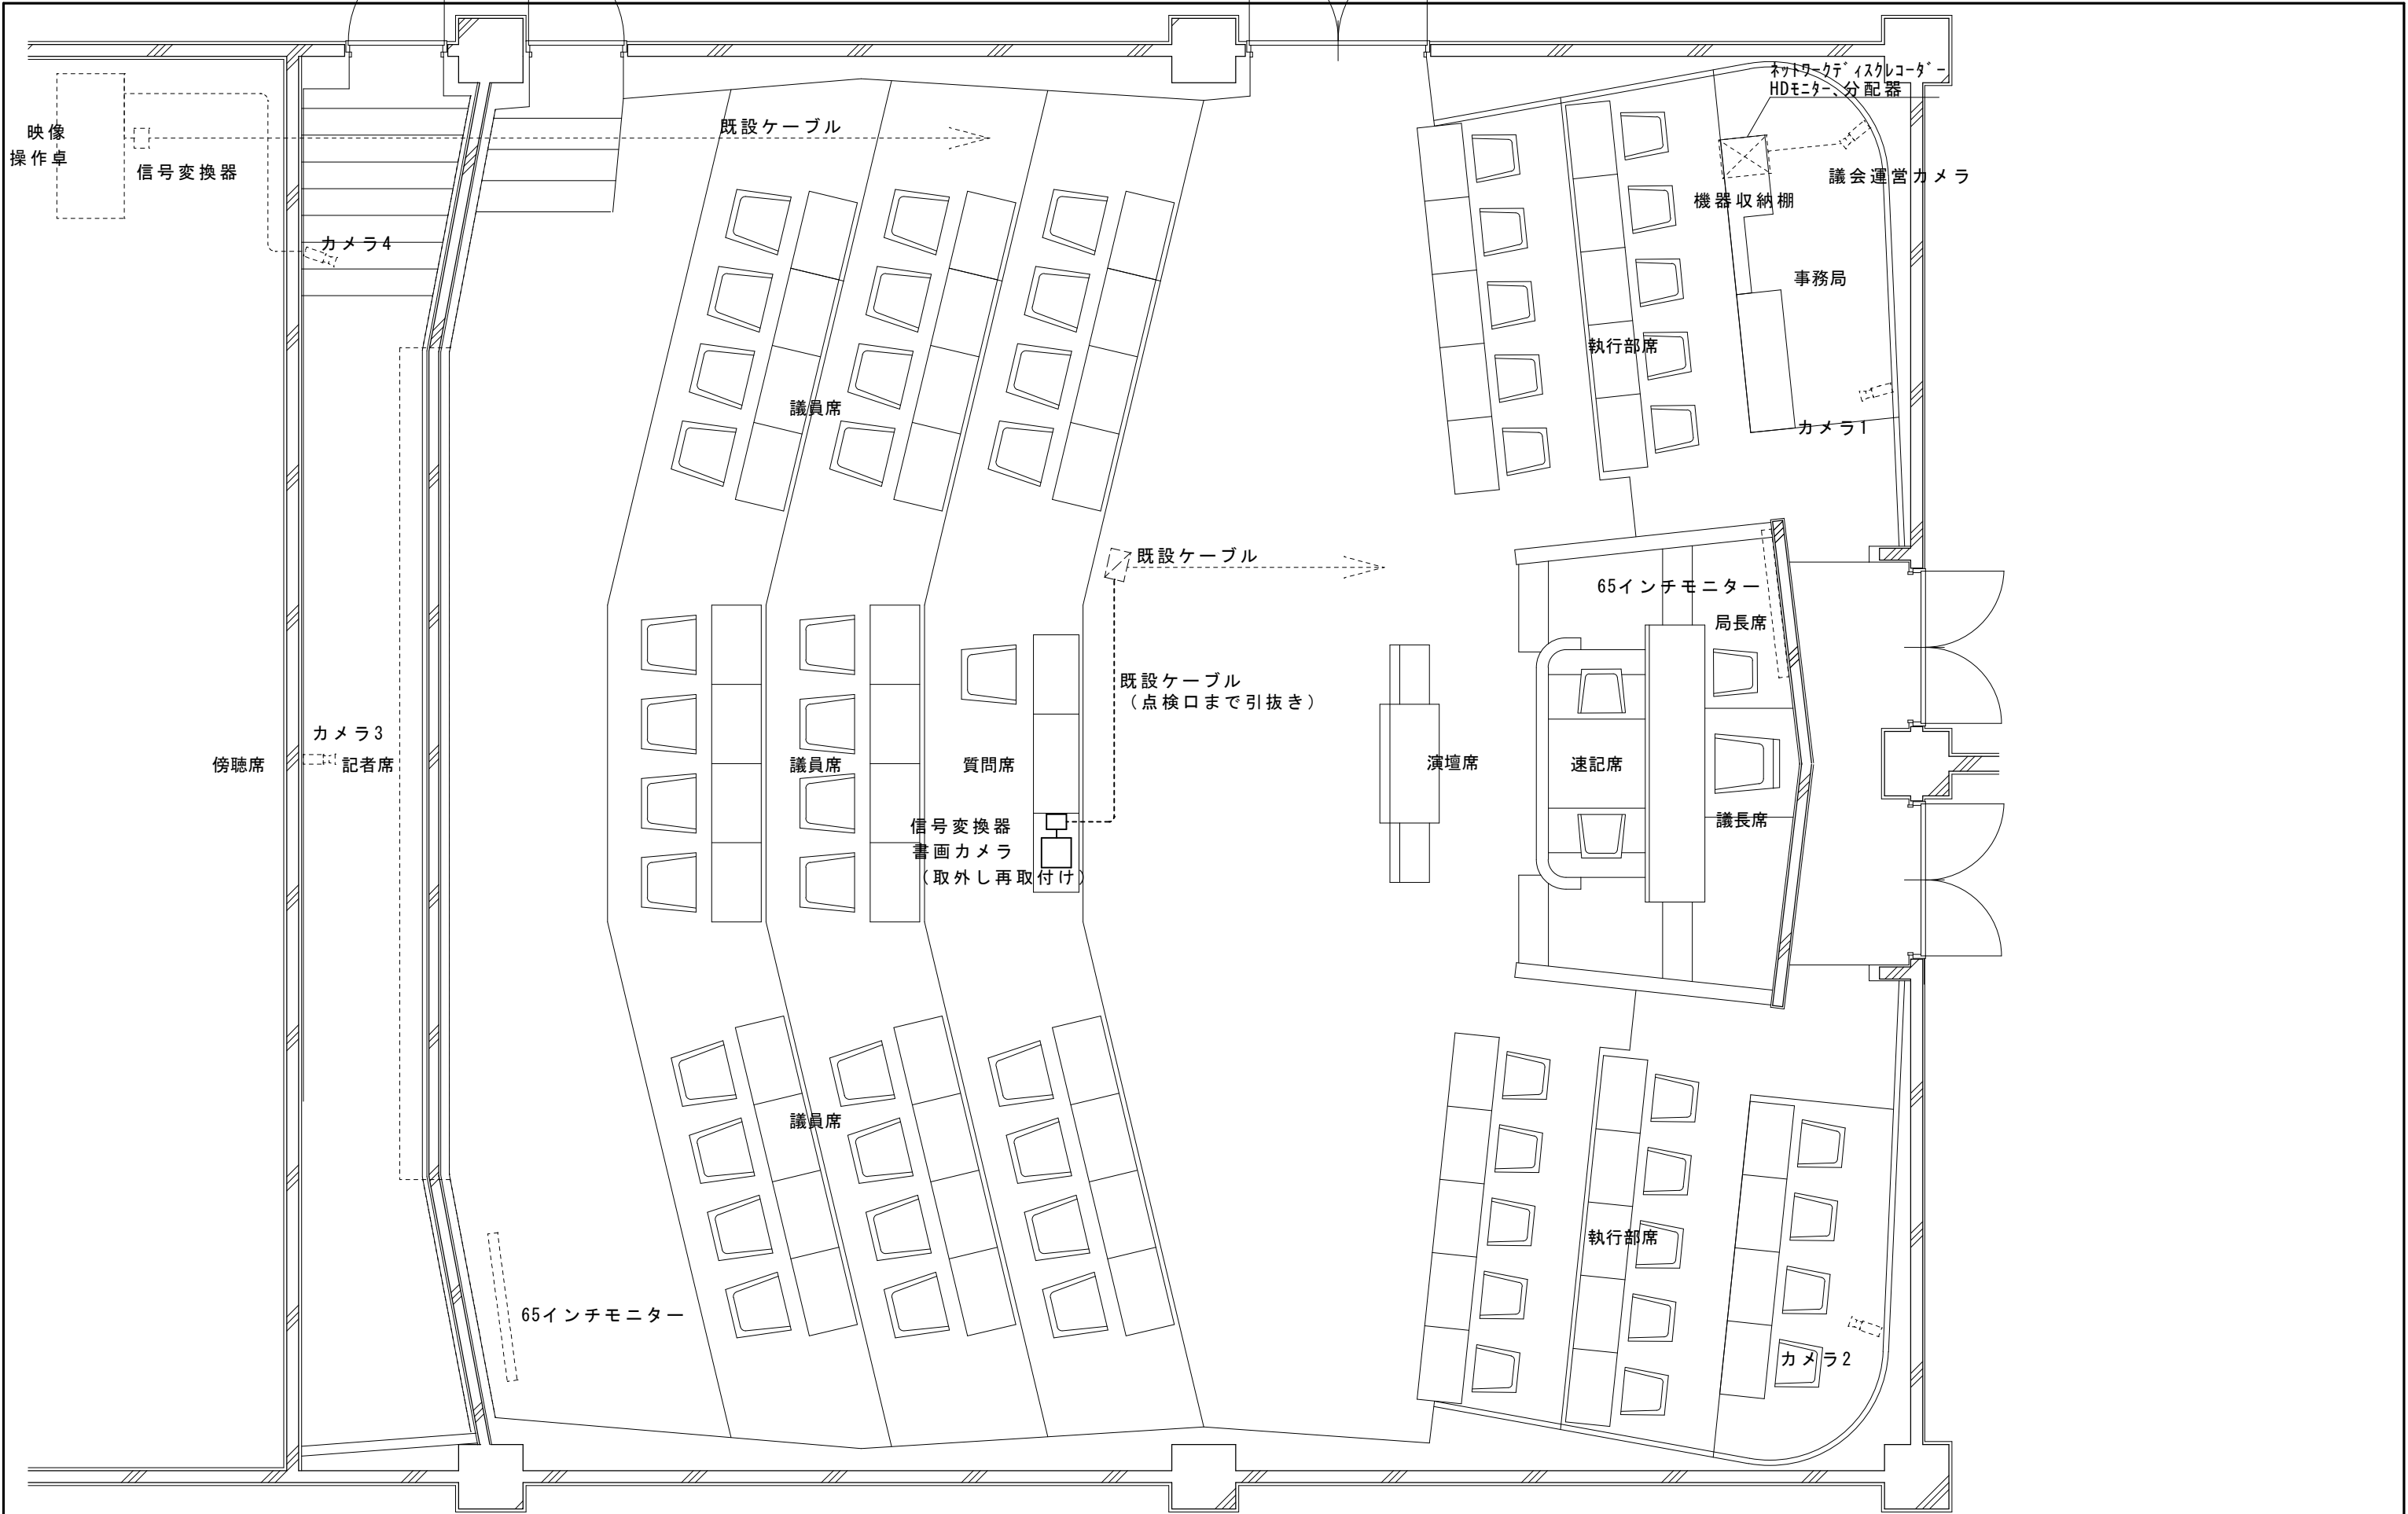 ﾈｯﾄﾜｰｸﾃﾞｨｽｸﾚｺｰﾀﾞｰ
HDﾓﾆﾀｰ、分配器
既設ケーブル
映像
操作卓
信号変換器
議会運営カメラ
機器収納棚
カメラ4
事務局
執行部席
議員席
カメラ1
既設ケーブル
65インチモニター
局長席
既設ケーブル
（点検口まで引抜き）
カメラ3
傍聴席
記者席
議員席
質問席
演壇席
速記席
議長席
信号変換器
書画カメラ
（取外し再取付け）
議員席
執行部席
65インチモニター
カメラ2